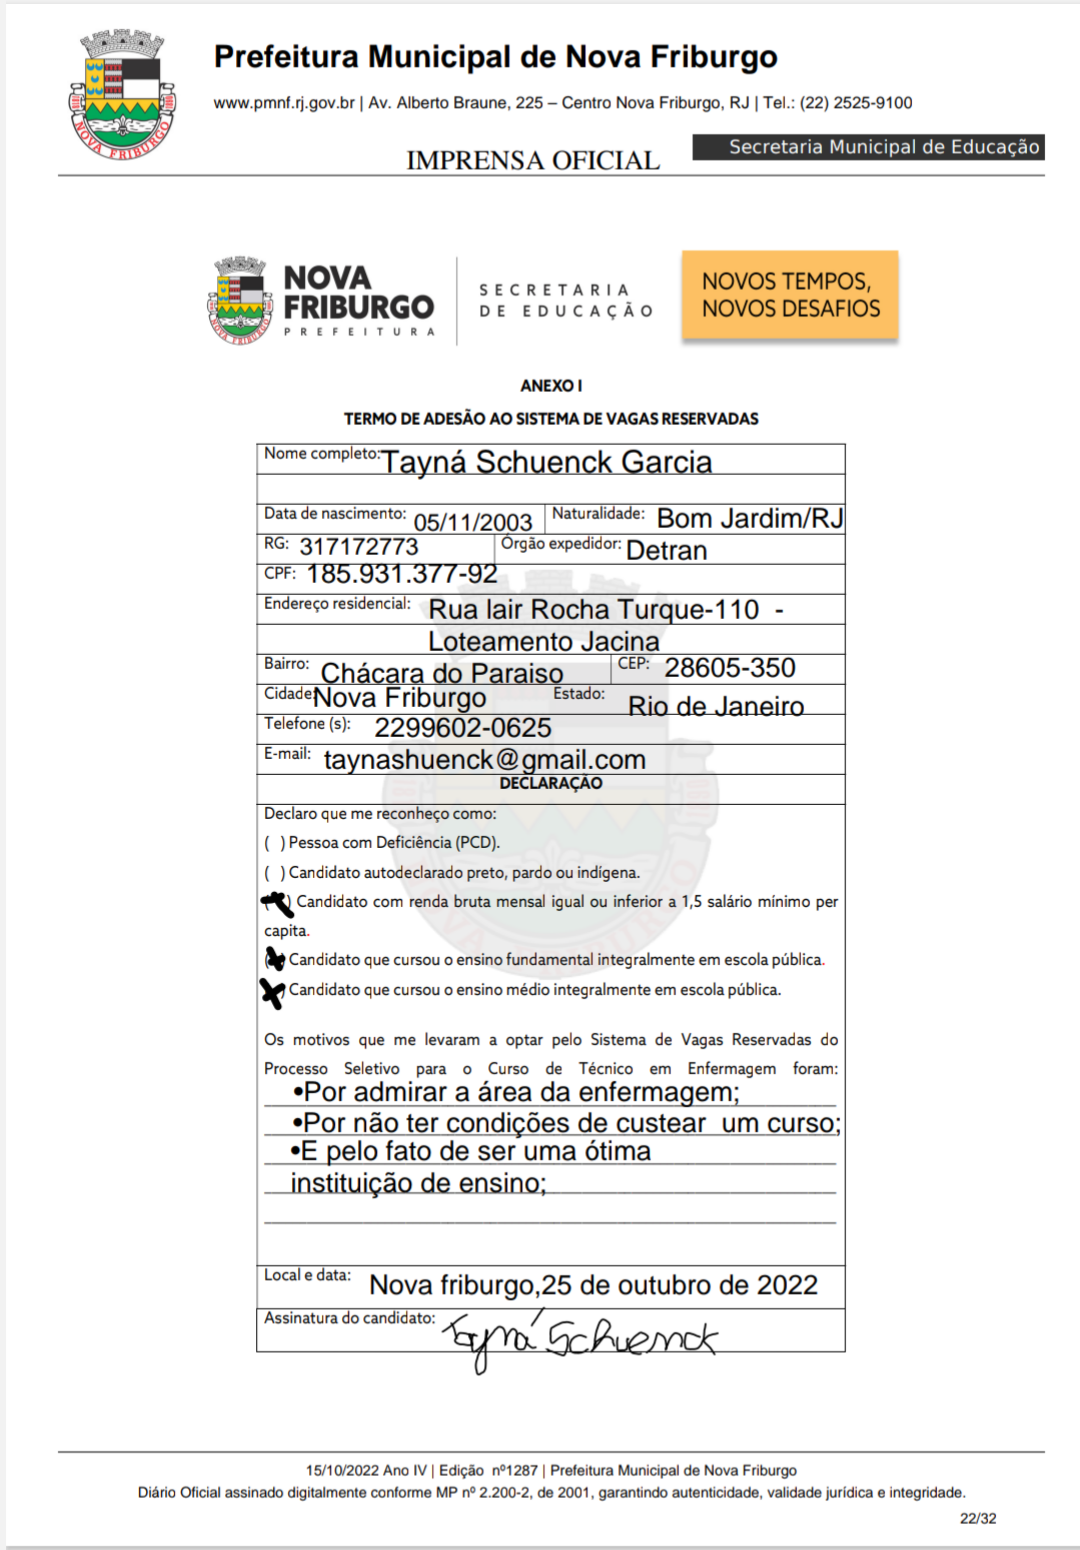 Prefeitura Municipal de Nova Friburgo
www.pmnf.rj.gov.br | Av. Alberto Braune, 225 – Centro Nova Friburgo, RJ | Tel.: (22) 2525-9100
NOVA FRIBURGO
IMPRENSA OFICIAL
Secretaria Municipal de Educação
NOVA FRIBURGO
NOVA
FRIBURGO
PREFEITURA
SECRETARIA
DE EDUCAÇÃO
NOVOS TEMPOS,
NOVOS DESAFIOS
ANEXO I
TERMO DE ADESÃO AO SISTEMA DE VAGAS RESERVADAS
Nome completo: Tayná Schuenck Garcia
Data de nascimento: 05/11/2003 Naturalidade: Bom Jardim/RJ
RG: 317172773 Órgão expedidor: Detran
CPF: 185.931.377-92
Endereço residencial: Rua Iair Rocha Turque-110 -
Loteamento Jacina
Bairro: Chácara do Paraiso CEP: 28605-350
Cidade: Nova Friburgo Estado: Rio de Janeiro
Telefone (s): 2299602-0625
E-mail: taynashuenck@gmail.com
DECLARAÇÃO
Declaro que me reconheço como:
( ) Pessoa com Deficiência (PCD).
( ) Candidato autodeclarado preto, pardo ou indígena.
(X) Candidato com renda bruta mensal igual ou inferior a 1,5 salário mínimo per
capita.
(X) Candidato que cursou o ensino fundamental integralmente em escola pública.
(X) Candidato que cursou o ensino médio integralmente em escola pública.
Os motivos que me levaram a optar pelo Sistema de Vagas Reservadas do
Processo Seletivo para o Curso de Técnico em Enfermagem foram:
•Por admirar a área da enfermagem;
•Por não ter condições de custear um curso;
•E pelo fato de ser uma ótima
instituição de ensino;
Local e data: Nova friburgo,25 de outubro de 2022
Assinatura do candidato: Tayná Schuenck
15/10/2022 Ano IV | Edição nº1287 | Prefeitura Municipal de Nova Friburgo
Diário Oficial assinado digitalmente conforme MP nº 2.200-2, de 2001, garantindo autenticidade, validade jurídica e integridade.
22/32